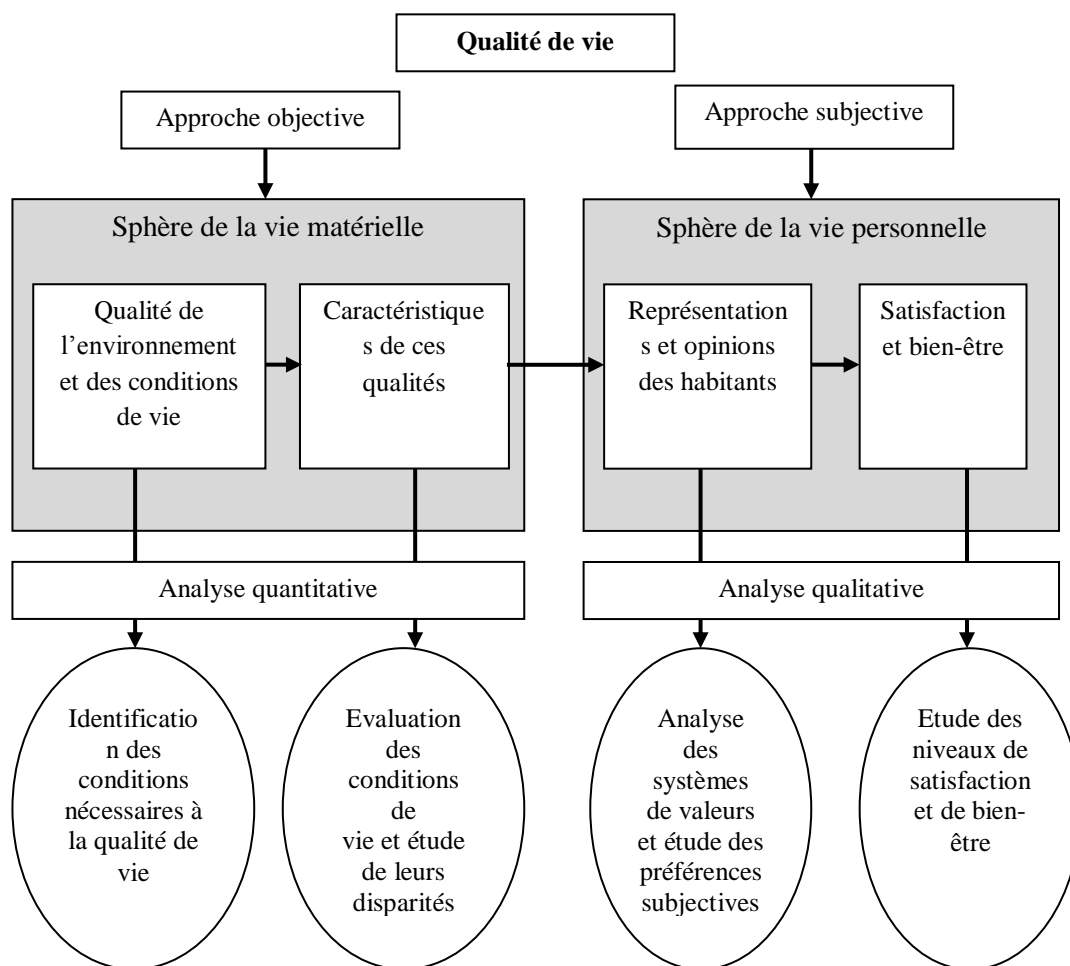 Qualité de vie
Approche objective
Approche subjective
Sphère de la vie matérielle
Sphère de la vie personnelle
Qualité de
l’environnement
et des conditions
de vie
Caractéristique
s de ces
qualités
Représentation
s et opinions
des habitants
Satisfaction
et bien-être
Analyse quantitative
Analyse qualitative
Identificatio
n des
conditions
nécessaires à
la qualité de
vie
Evaluation
des
conditions
de
vie et étude
de leurs
disparités
Analyse
des
systèmes
de valeurs
et étude des
préférences
subjectives
Etude des
niveaux de
satisfaction
et de bien-
être